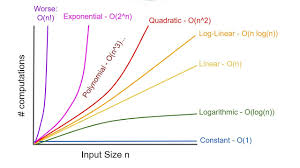 Worse:
O(n!)
Exponential - O(2^n)
Quadratic - O(n^2)
Polynomial - O(n^3)...
Log-Linear - O(n log(n))
Linear - O(n)
Logarithmic - O(log(n))
Constant - O(1)
# computations
Input Size n